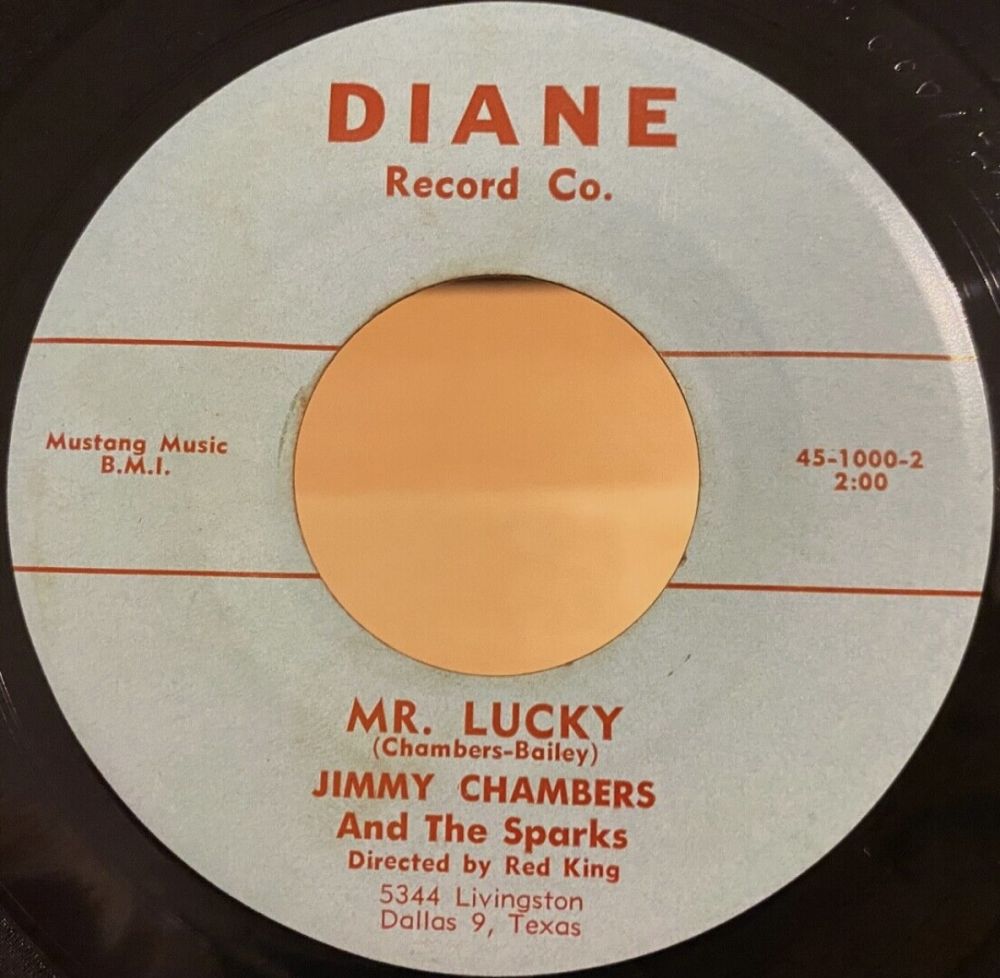 DIANE
Record Co.
Mustang Music
B.M.I.
45-1000-2
2:00
MR. LUCKY
(Chambers-Bailey)
JIMMY CHAMBERS
And The Sparks
Directed by Red King
5344 Livingston
Dallas 9, Texas